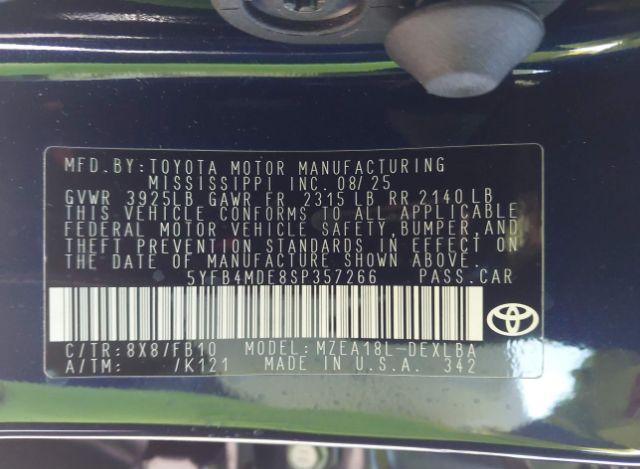 MFD.BY:TOYOTA MOTOR MANUFACTURING
MISSISSIPPI INC. 08/25
GVWR 3925LB GAWR FR 2315 LB RR 2140 LB
THIS VEHICLE CONFORMS TO ALL APPLICABLE
FEDERAL MOTOR VEHICLE SAFETY,BUMPER,AND
THEFT PREVENTION STANDARDS IN EFFECT ON
THE DATE OF MANUFACTURE SHOWN ABOVE.
5YFB4MDE8SP357266 PASS.CAR
C/TR:8X8/FB10 MODEL:MZEA18L-DEXLBA
A/TM: /K121 MADE IN U.S.A. 342